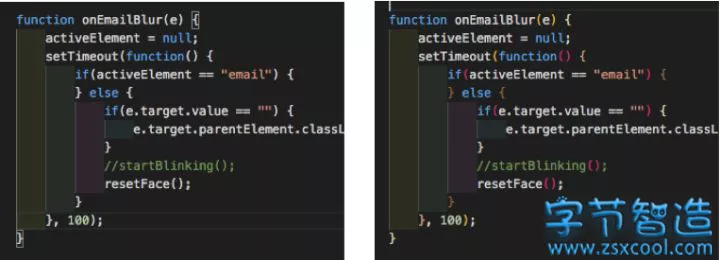 function onEmailBlur(e) {
activeElement = null;
setTimeout(function() {
if(activeElement == "email") {
} else {
if(e.target.value == "") {
e.target.parentElement.classL
}
//startBlinking();
resetFace();
}
}, 100);
}
function onEmailBlur(e) {
activeElement = null;
setTimeout(function() {
if(activeElement == "email") {
} else {
if(e.target.value == "") {
e.target.parentElement.classL
}
//startBlinking();
resetFace();
}
}, 100);
}
字节智造
www.zsxcool.com